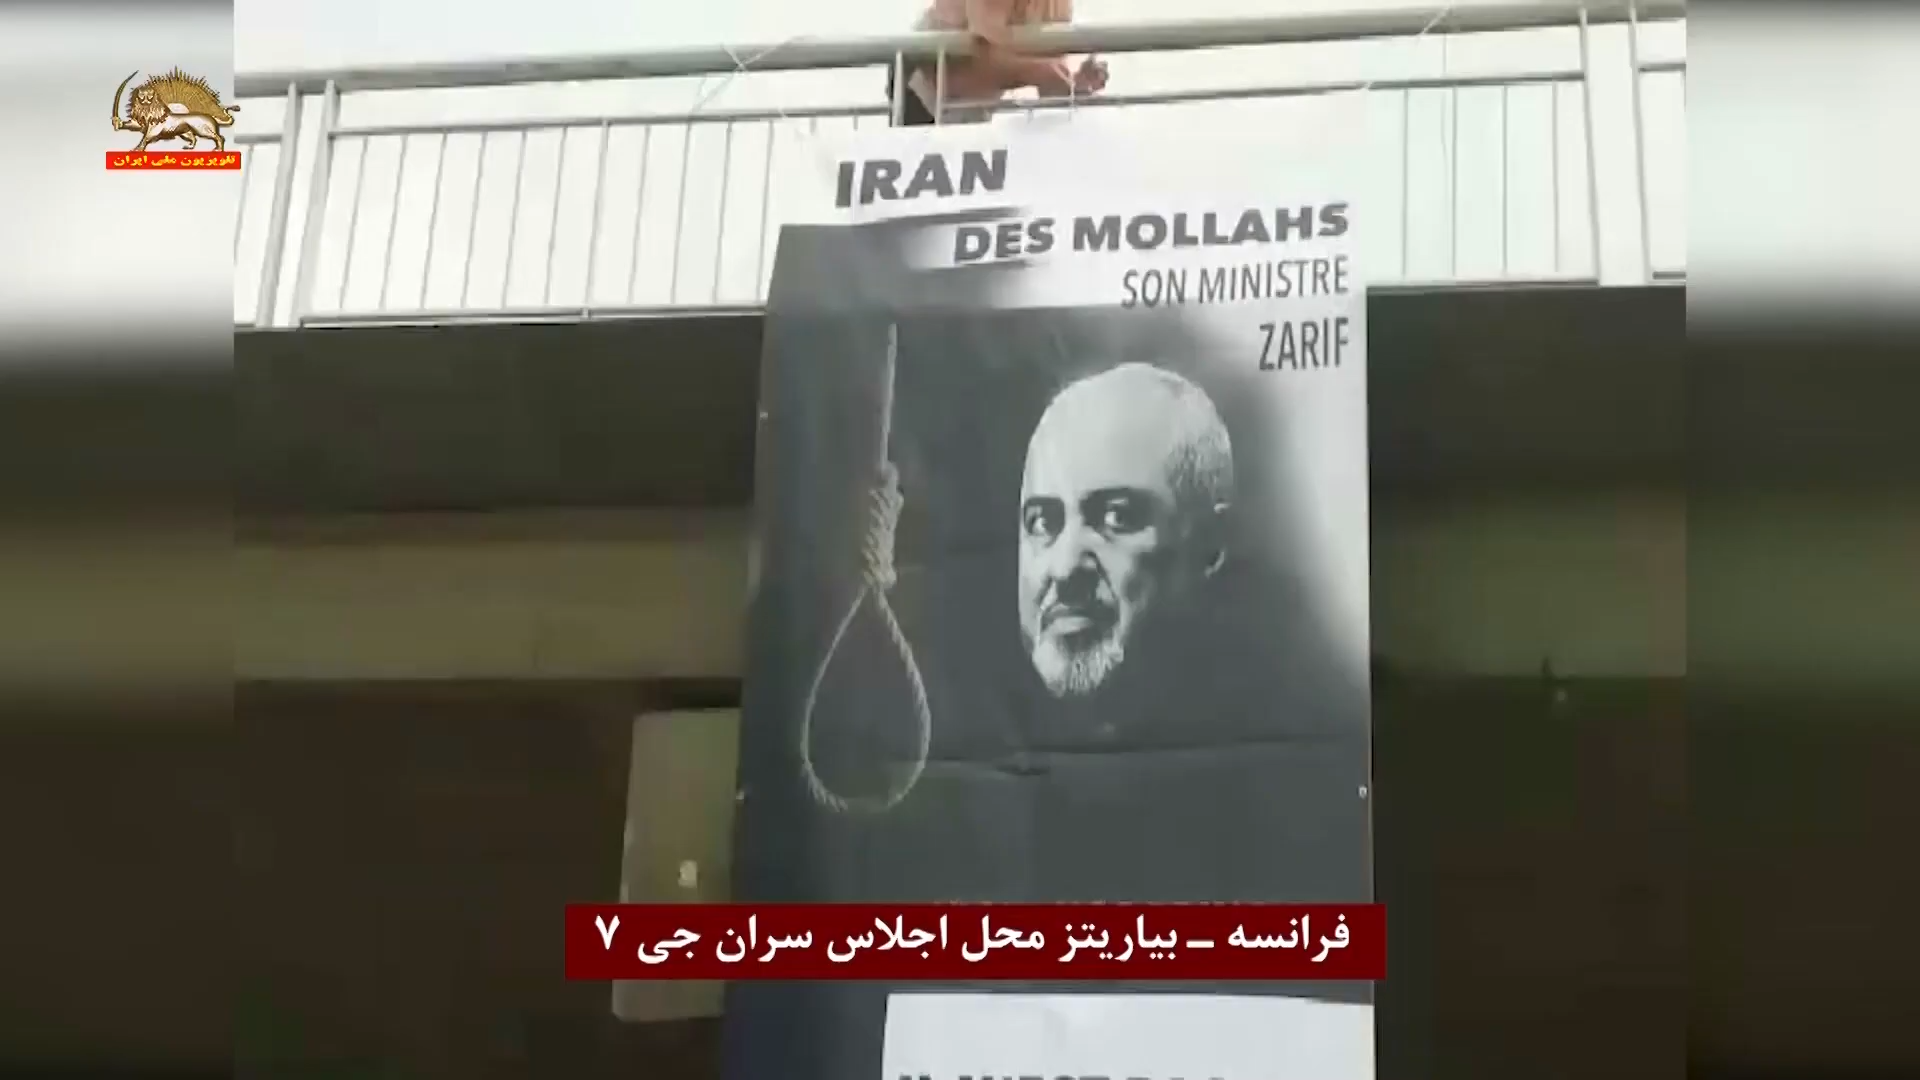 تلویزیون ملی ایران
IRAN
DES MOLLAHS
SON MINISTRE
ZARIF
فرانسه ـ بیاریتز محل اجلاس سران جی ۷